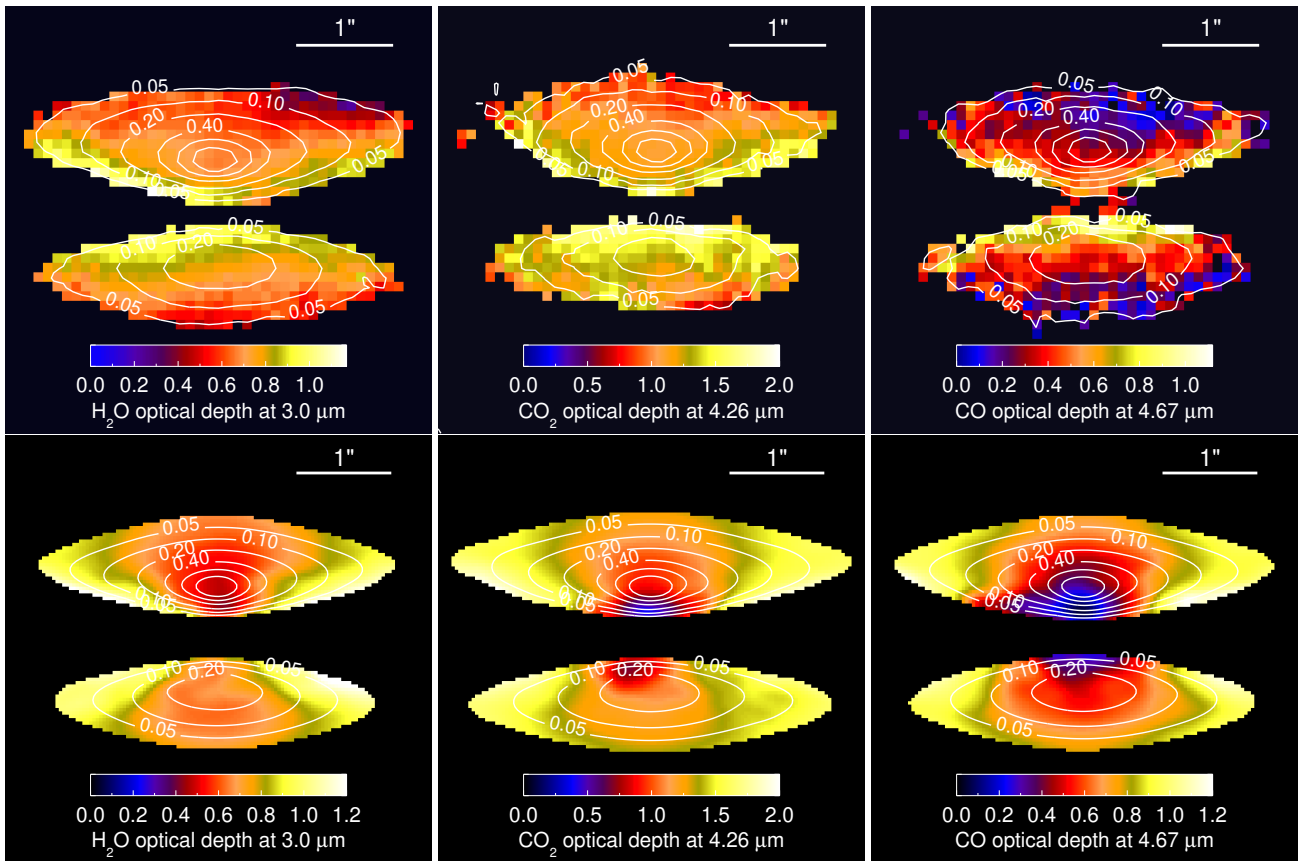 1" 1" 1"
0.05 0.10 0.20 0.40 0.05 0.05
0.05 0.10 0.20 0.40 0.10 0.05
0.05 0.10 0.40 0.20 0.10 0.05
0.05 0.10 0.20 0.05 0.05
0.05 0.10 0.20 0.05
0.05 0.10 0.20 0.10 0.05
0.0 0.2 0.4 0.6 0.8 1.0
H₂O optical depth at 3.0 μm
0.0 0.5 1.0 1.5 2.0
CO₂ optical depth at 4.26 μm
0.0 0.2 0.4 0.6 0.8 1.0
CO optical depth at 4.67 μm
1" 1" 1"
0.05 0.20 0.10 0.40 0.10 0.05
0.05 0.20 0.10 0.40 0.10 0.05
0.05 0.20 0.10 0.40 0.10 0.05
0.10 0.20 0.05 0.05
0.10 0.20 0.05 0.05
0.10 0.20 0.05 0.05
0.0 0.2 0.4 0.6 0.8 1.0 1.2
H₂O optical depth at 3.0 μm
0.0 0.5 1.0 1.5 2.0
CO₂ optical depth at 4.26 μm
0.0 0.2 0.4 0.6 0.8 1.0 1.2
CO optical depth at 4.67 μm